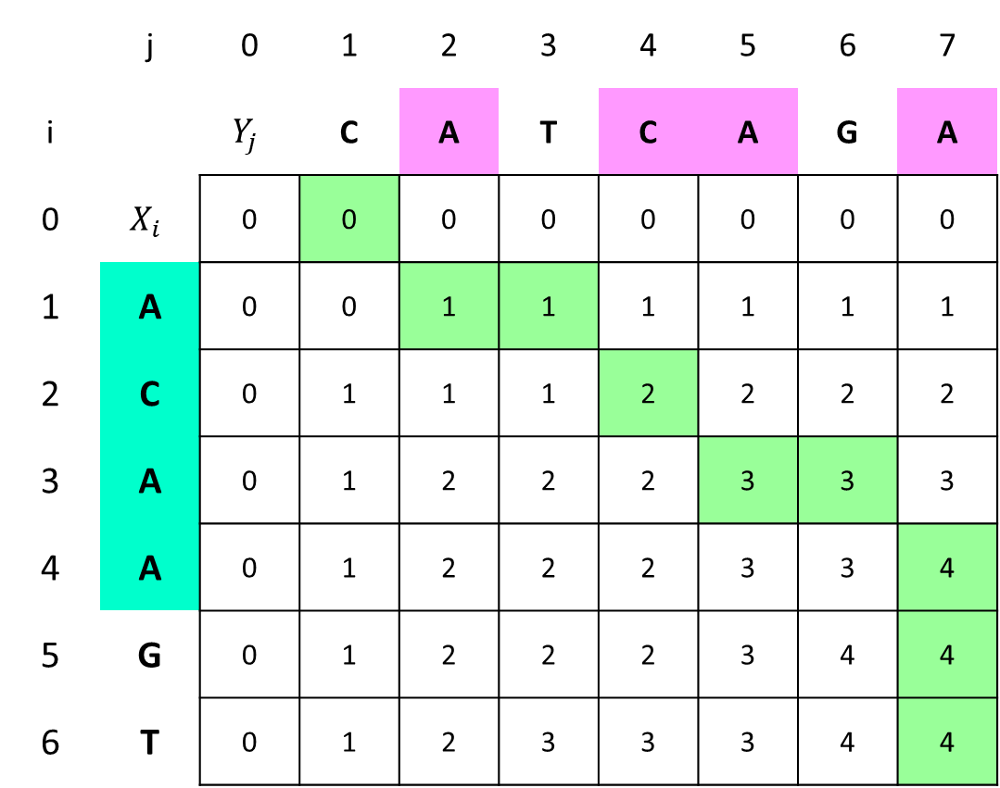 j 0 1 2 3 4 5 6 7
i Yj C A T C A G A
0 Xi 0 0 0 0 0 0 0 0
1 A 0 0 1 1 1 1 1 1
2 C 0 1 1 1 2 2 2 2
3 A 0 1 2 2 2 3 3 3
4 A 0 1 2 2 2 3 3 4
5 G 0 1 2 2 2 3 4 4
6 T 0 1 2 3 3 3 4 4